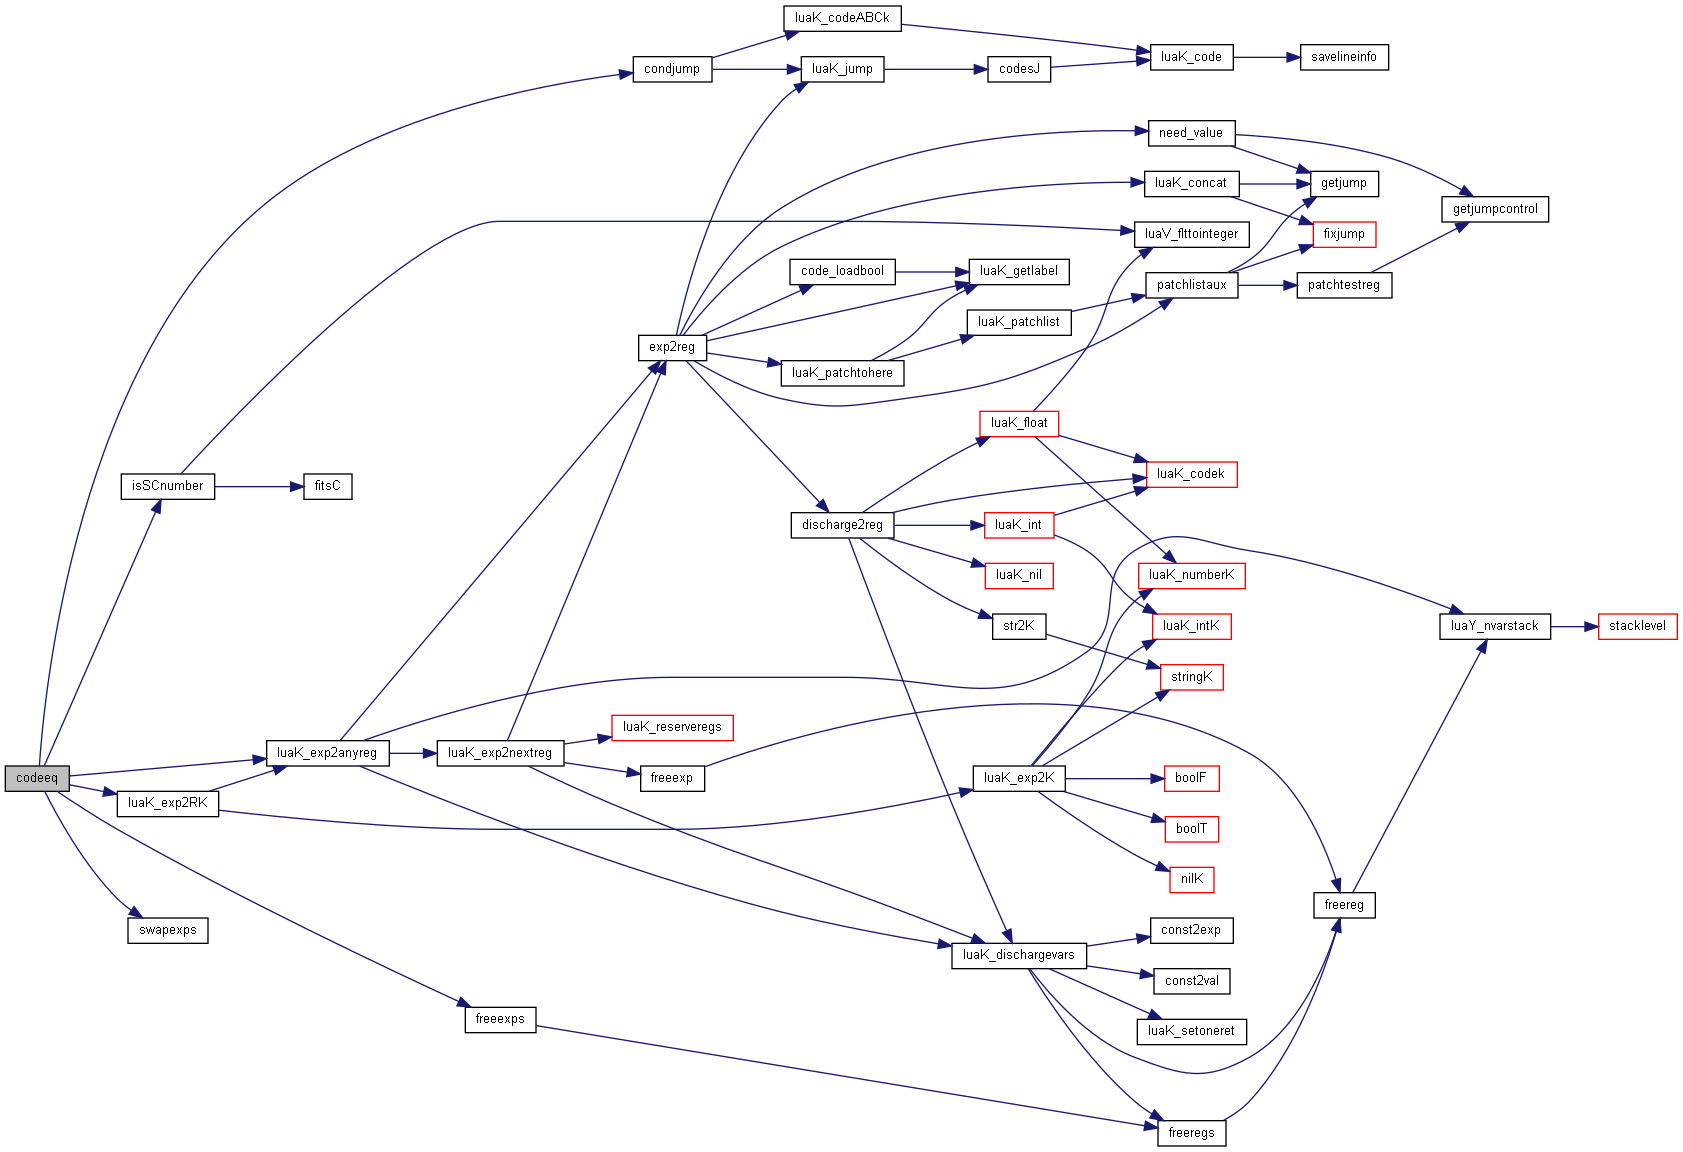 luaK_codeABCk
condjump
luaK_jump
codesJ
luaK_code
savelineinfo
need_value
luaK_concat
getjump
getjumpcontrol
luaV_flttointeger
fixjump
code_loadbool
luaK_getlabel
patchlistaux
patchtestreg
luaK_patchlist
exp2reg
luaK_patchtohere
luaK_float
luaK_codek
isSCnumber
fitsC
discharge2reg
luaK_int
luaK_nil
luaK_numberK
str2K
luaK_intK
luaY_nvarstack
stacklevel
stringK
luaK_reserveregs
luaK_exp2anyreg
luaK_exp2nextreg
codeeq
freeexp
luaK_exp2K
boolF
luaK_exp2RK
boolT
nilK
freereg
swapexps
const2exp
luaK_dischargevars
const2val
freeexps
luaK_setoneret
freeregs